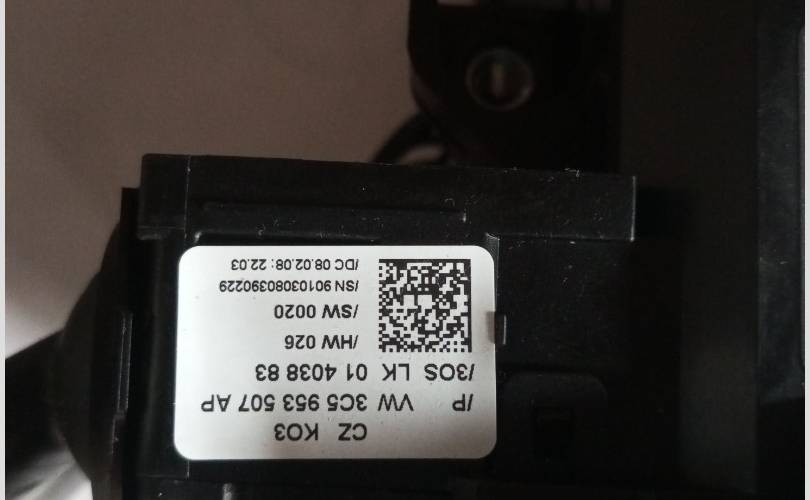 CZ KO3
/P VW 3C5 953 507 AP
/3OS LK 01 4038 83
/HW 026
/SW 0020
/SN 90103080390229
/DC 08.02.08: 22.03